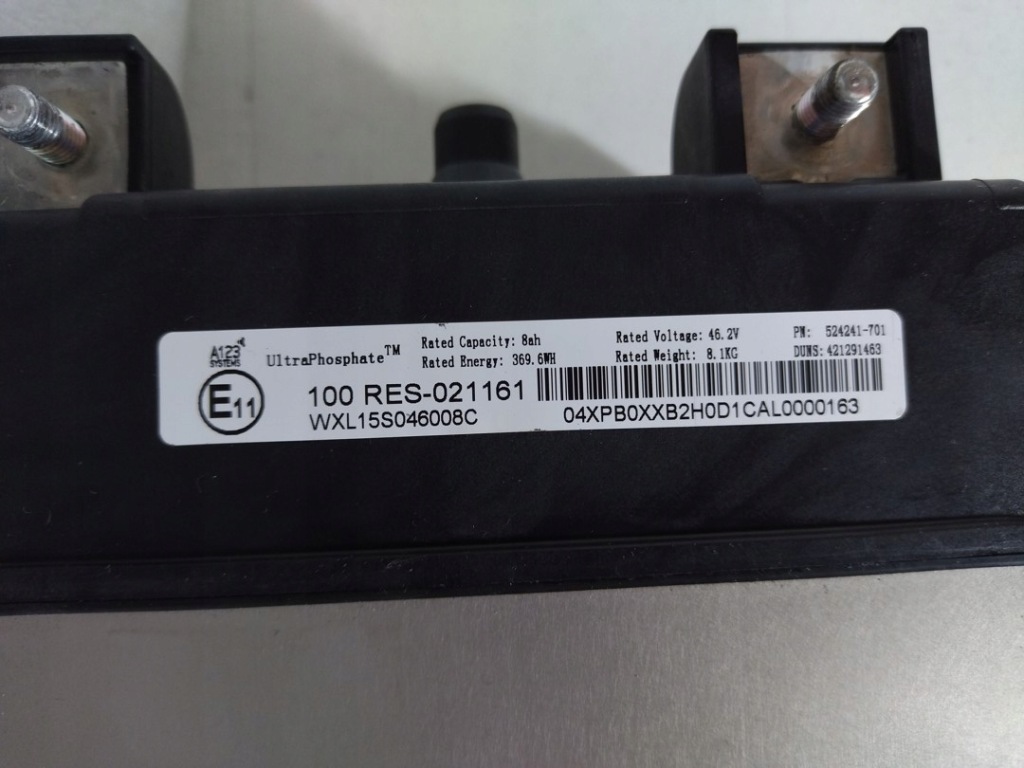 A123
SYSTEMS
UltraPhosphate™
Rated Capacity: 8ah
Rated Energy: 369.6WH
Rated Voltage: 46.2V
Rated Weight: 8.1KG
PN: 524241-701
DUNS: 421291463
E11
100 RES-021161
WXL15S046008C
04XPB0XXB2H0D1CAL0000163